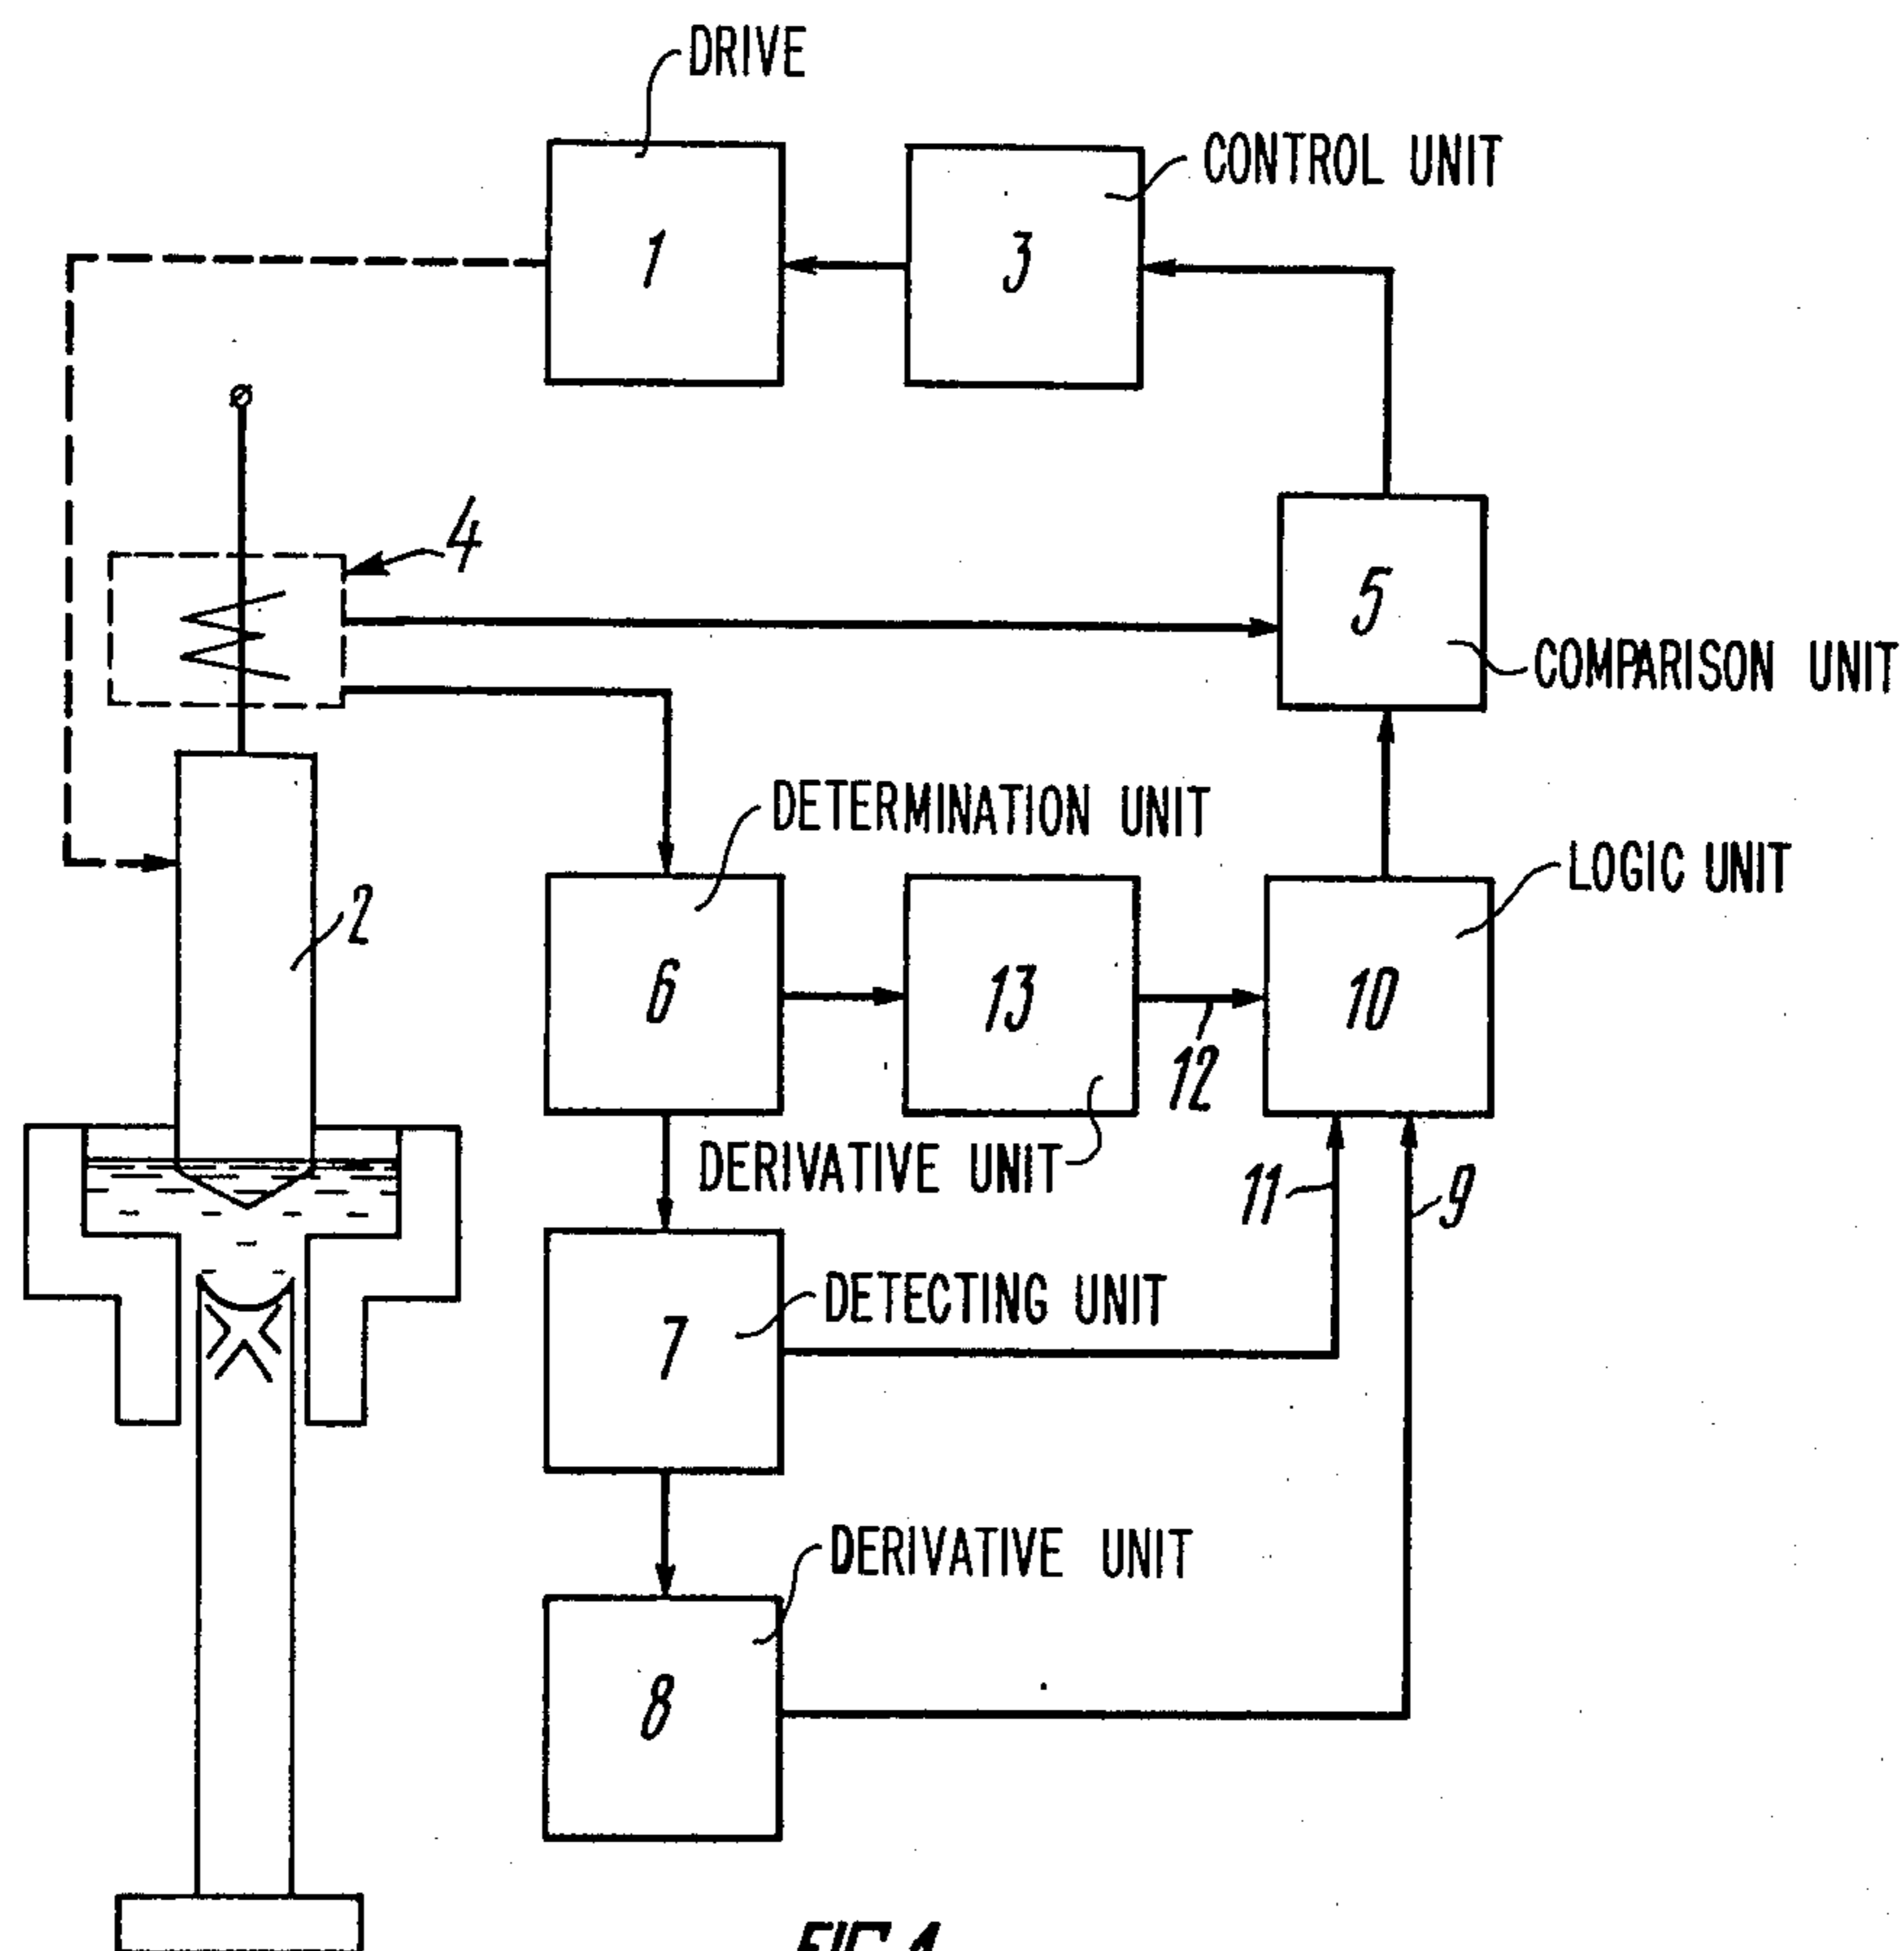 DRIVE
CONTROL UNIT
1
3
4
5
COMPARISON UNIT
DETERMINATION UNIT
LOGIC UNIT
2
6
13
10
12
DERIVATIVE UNIT
11
9
DETECTING UNIT
7
DERIVATIVE UNIT
8